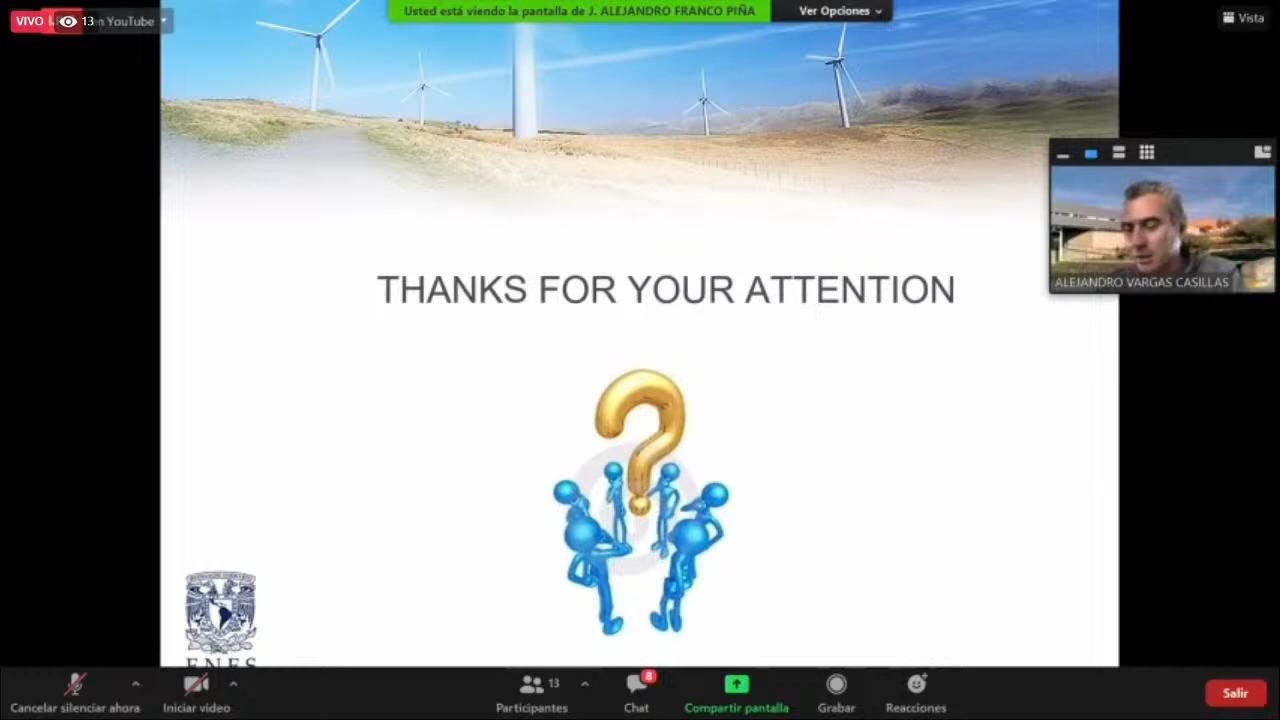 VIVO
13
n YouTube
Usted está viendo la pantalla de J. ALEJANDRO FRANCO PIÑA
Ver Opciones
Vista
ALEJANDRO VARGAS CASILLAS
THANKS FOR YOUR ATTENTION
?
ENES
Cancelar silenciar ahora
Iniciar video
13
Participantes
8
Chat
Compartir pantalla
Grabar
Reacciones
Salir